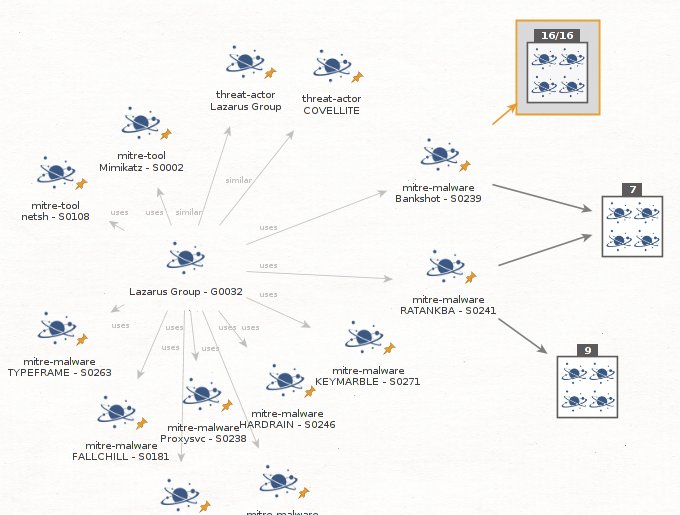 16/16
threat-actor
Lazarus Group
threat-actor
COVELLITE
mitre-tool
Mimikatz - S0002
mitre-malware
Bankshot - S0239
7
mitre-tool
netsh - S0108
similar
uses
uses
similar
uses
uses
Lazarus Group - G0032
uses
mitre-malware
RATANKBA - S0241
uses
uses
uses
uses
uses
uses
9
mitre-malware
TYPEFRAME - S0263
mitre-malware
KEYMARBLE - S0271
mitre-malware
HARDRAIN - S0246
mitre-malware
Proxysvc - S0238
mitre-malware
FALLCHILL - S0181
mitre-malware